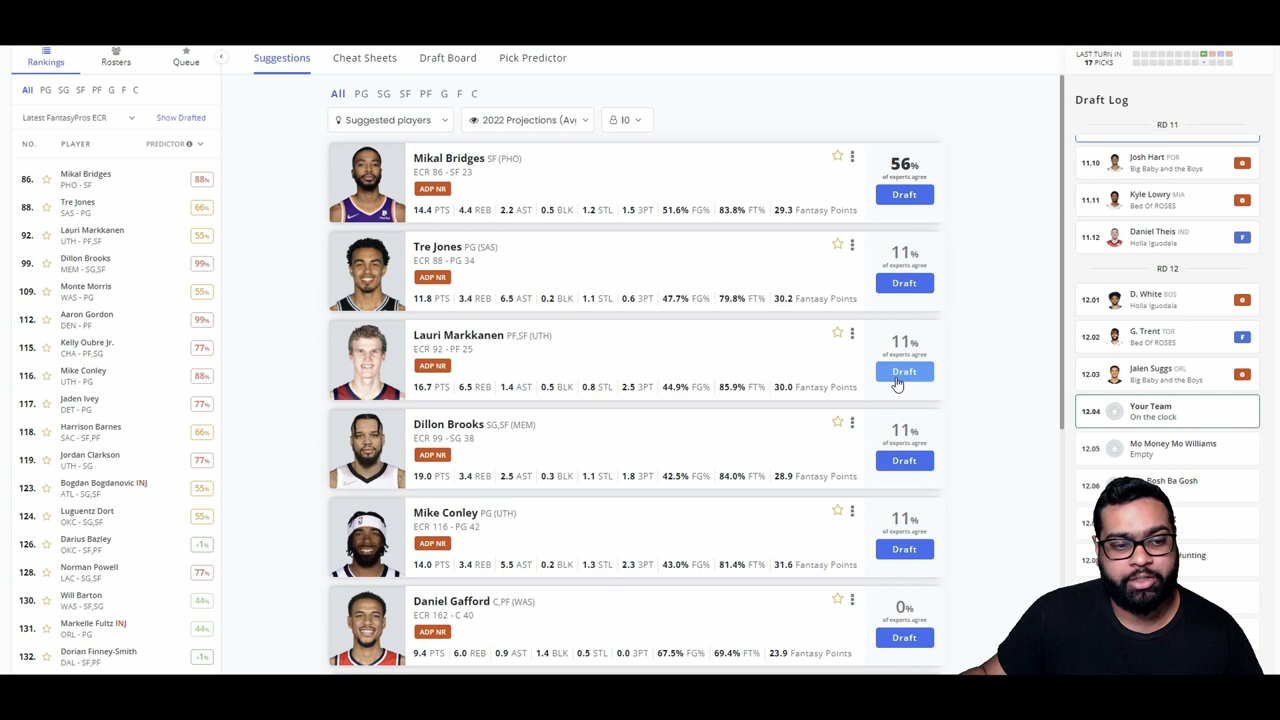 Rankings
Rosters
Queue
All PG SG SF PF G F C
Latest FantasyPros ECR
Show Drafted
NO. PLAYER PREDICTOR
86. Mikal Bridges 88%
PHO - SF
88. Tre Jones 66%
SAS - PG
92. Lauri Markkanen 55%
UTH - PF,SF
99. Dillon Brooks 99%
MEM - SG,SF
109. Monte Morris 55%
WAS - PG
112. Aaron Gordon 99%
DEN - PF
115. Kelly Oubre Jr. 77%
CHA - PF,SG
116. Mike Conley 88%
UTH - PG
117. Jaden Ivey 77%
DET - PG
118. Harrison Barnes 66%
SAC - SF,PF
119. Jordan Clarkson 77%
UTH - SG
123. Bogdan Bogdanovic INJ 55%
ATL - SG,SF
124. Luguentz Dort 55%
OKC - SG,SF
126. Darius Bazley <1%
OKC - SF,PF
128. Norman Powell 77%
LAC - SG,SF
130. Will Barton 44%
WAS - SF,SG
131. Markelle Fultz INJ 44%
ORL - PG
132. Dorian Finney-Smith <1%
DAL - SF,PF
Suggestions Cheat Sheets Draft Board Pick Predictor
All PG SG SF PF G F C
Suggested players
2022 Projections (Avg
10
Mikal Bridges SF (PHO)
ECR 86 - SF 23
ADP NR
14.4 PTS 4.4 REB 2.2 AST 0.5 BLK 1.2 STL 1.5 3PT 51.6% FG% 83.8% FT% 29.3 Fantasy Points
56%
of experts agree
Draft
Tre Jones PG (SAS)
ECR 88 - PG 34
ADP NR
11.8 PTS 3.4 REB 6.5 AST 0.2 BLK 1.1 STL 0.6 3PT 47.7% FG% 79.8% FT% 30.2 Fantasy Points
11%
of experts agree
Draft
Lauri Markkanen PF,SF (UTH)
ECR 92 - PF 25
ADP NR
16.7 PTS 6.5 REB 1.4 AST 0.5 BLK 0.8 STL 2.5 3PT 44.9% FG% 85.9% FT% 30.0 Fantasy Points
11%
of experts agree
Draft
Dillon Brooks SG,SF (MEM)
ECR 99 - SG 38
ADP NR
19.0 PTS 3.4 REB 2.5 AST 0.3 BLK 1.1 STL 1.8 3PT 42.5% FG% 84.0% FT% 28.9 Fantasy Points
11%
of experts agree
Draft
Mike Conley PG (UTH)
ECR 116 - PG 42
ADP NR
14.0 PTS 3.4 REB 5.5 AST 0.2 BLK 1.3 STL 2.3 3PT 43.0% FG% 81.4% FT% 31.6 Fantasy Points
11%
of experts agree
Draft
Daniel Gafford C,PF (WAS)
ECR 162 - C 40
ADP NR
9.4 PTS 6.0 REB 0.9 AST 1.4 BLK 0.5 STL 0.0 3PT 67.5% FG% 69.4% FT% 23.9 Fantasy Points
0%
of experts agree
Draft
LAST TURN IN
17 PICKS
Draft Log
RD 11
11.10 Josh Hart POR
Big Baby and the Boys
11.11 Kyle Lowry MIA
Bed Of ROSES
11.12 Daniel Theis IND
Holla Iguodala
RD 12
12.01 D. White BOS
Holla Iguodala
12.02 G. Trent TOR
Bed Of ROSES
12.03 Jalen Suggs ORL
Big Baby and the Boys
12.04 Your Team
On the clock
12.05 Mo Money Mo Williams
Empty
12.06 Bosh Ba Gosh
Hunting